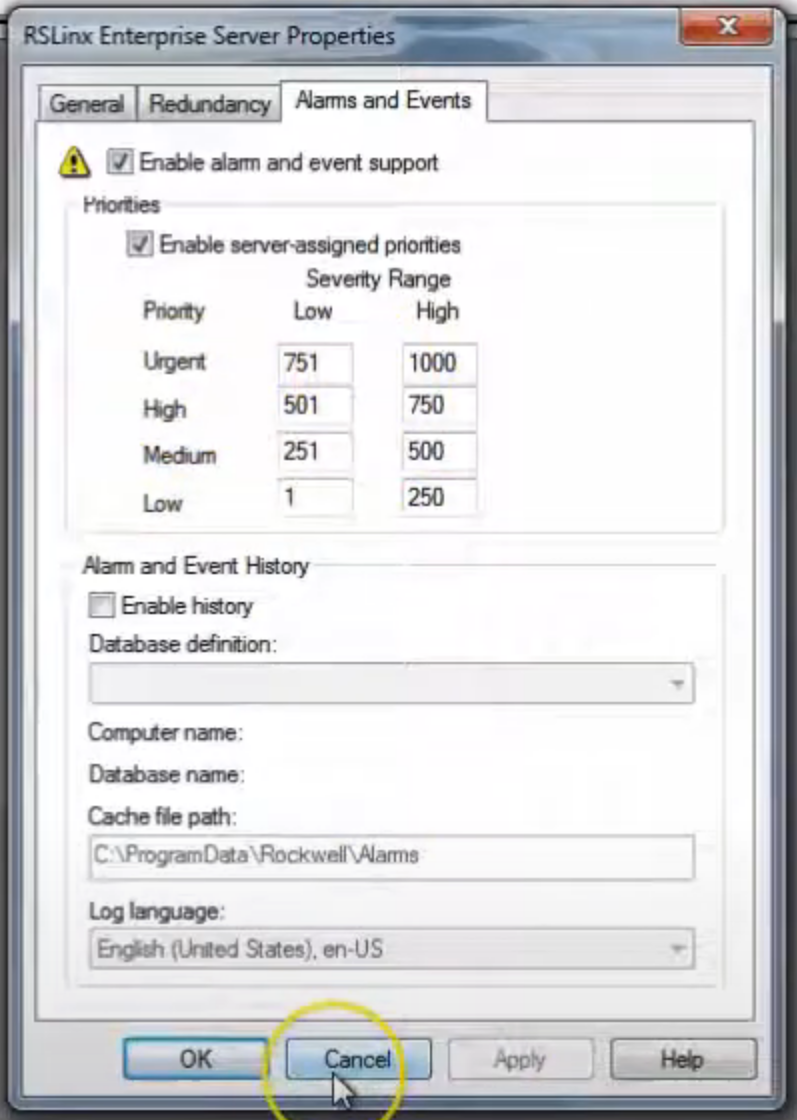 RSLinx Enterprise Server Properties
General Redundancy Alarms and Events
Enable alarm and event support
Priorities
Enable server-assigned priorities
Severity Range
Priority Low High
Urgent 751 1000
High 501 750
Medium 251 500
Low 1 250
Alarm and Event History
Enable history
Database definition:
Computer name:
Database name:
Cache file path:
C:\ProgramData\Rockwell\Alarms
Log language:
English (United States), en-US
OK Cancel Apply Help